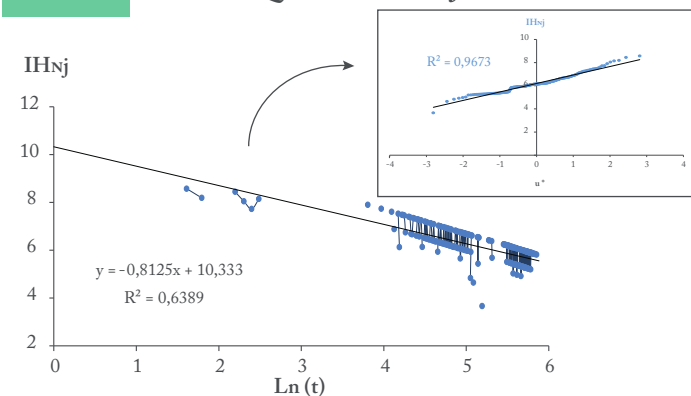 IHNj
10
R² = 0,9673
8
6
4
2
-4 -3 -2 -1 0 1 2 3 4
u*
IHNj
12
10
8
6
4
2
y = -0,8125x + 10,333
R² = 0,6389
0 1 2 3 4 5 6
Ln (t)